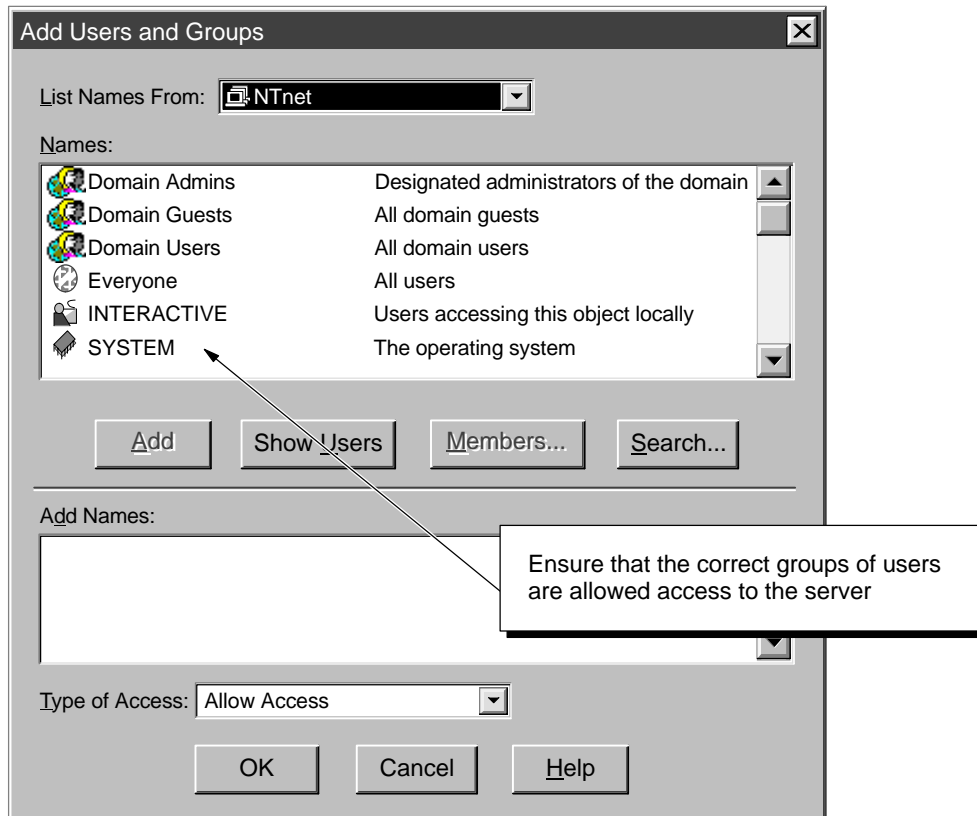 Add Users and Groups
List Names From: NTnet
Names:
Domain Admins Designated administrators of the domain
Domain Guests All domain guests
Domain Users All domain users
Everyone All users
INTERACTIVE Users accessing this object locally
SYSTEM The operating system
Add Show Users Members... Search...
Add Names:
Ensure that the correct groups of users
are allowed access to the server
Type of Access: Allow Access
OK Cancel Help